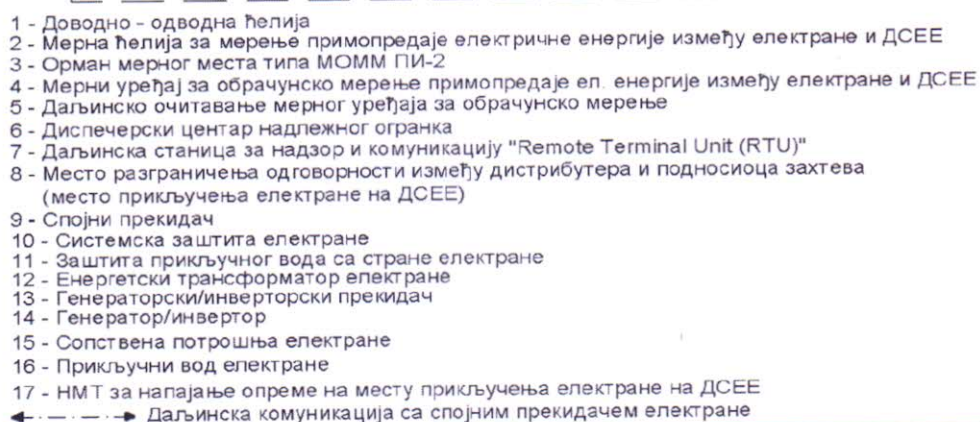 1 - Доводно - одводна ћелија
2 - Мерна ћелија за мерење примопредаје електричне енергије између електране и ДСЕЕ
3 - Орман мерног места типа МОММ ПИ-2
4 - Мерни уређај за обрачунско мерење примопредаје ел. енергије између електране и ДСЕЕ
5 - Даљинско очитавање мерног уређаја за обрачунско мерење
6 - Диспечерски центар надлежног огранка
7 - Даљинска станица за надзор и комуникацију "Remote Terminal Unit (RTU)"
8 - Место разграничења одговорности између дистрибутера и подносиоца захтева
(место прикључења електране на ДСЕЕ)
9 - Спојни прекидач
10 - Системска заштита електране
11 - Заштита прикључног вода са стране електране
12 - Енергетски трансформатор електране
13 - Генераторски/инверторски прекидач
14 - Генератор/инвертор
15 - Сопствена потрошња електране
16 - Прикључни вод електране
17 - НМТ за напајање опреме на месту прикључења електране на ДСЕЕ
Даљинска комуникација са спојним прекидачем електране